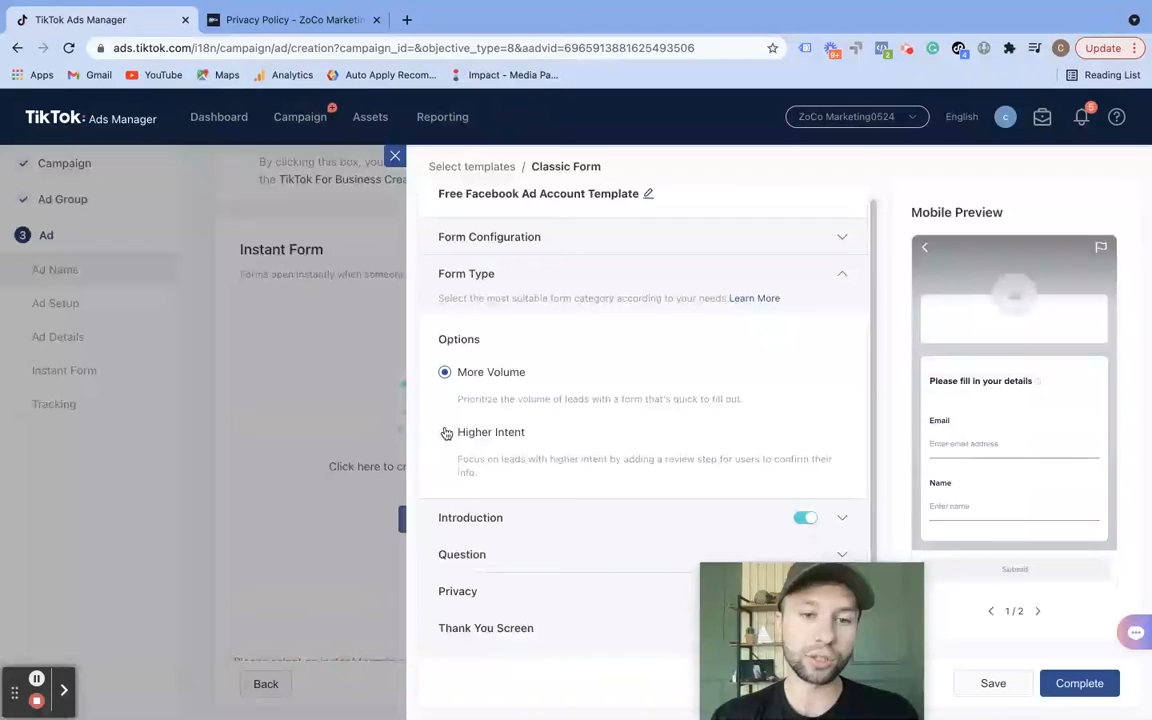 TikTok Ads Manager
Privacy Policy - ZoCo Marketin
ads.tiktok.com/i18n/campaign/ad/creation?campaign_id=&objective_type=8&aadvid=6965913881625493506
9+
2
4
C
Update
Apps
Gmail
YouTube
Maps
Analytics
Auto Apply Recom...
Impact - Media Pa...
Reading List
TikTok: Ads Manager
Dashboard
Campaign
Assets
Reporting
ZoCo Marketing0524
English
c
5
Campaign
Ad Group
3 Ad
Ad Name
Ad Setup
Ad Details
Instant Form
Tracking
By clicking this box, you
the TikTok For Business Crea
Instant Form
Forms open instantly when someone
Click here to cr
Back
Select templates / Classic Form
Free Facebook Ad Account Template
Form Configuration
Form Type
Select the most suitable form category according to your needs. Learn More
Options
More Volume
Prioritize the volume of leads with a form that's quick to fill out.
Higher Intent
Focus on leads with higher intent by adding a review step for users to confirm their
info.
Introduction
Question
Privacy
Thank You Screen
Mobile Preview
Please fill in your details
Email
Enter email address
Name
Enter name
Submit
1 / 2
Save
Complete